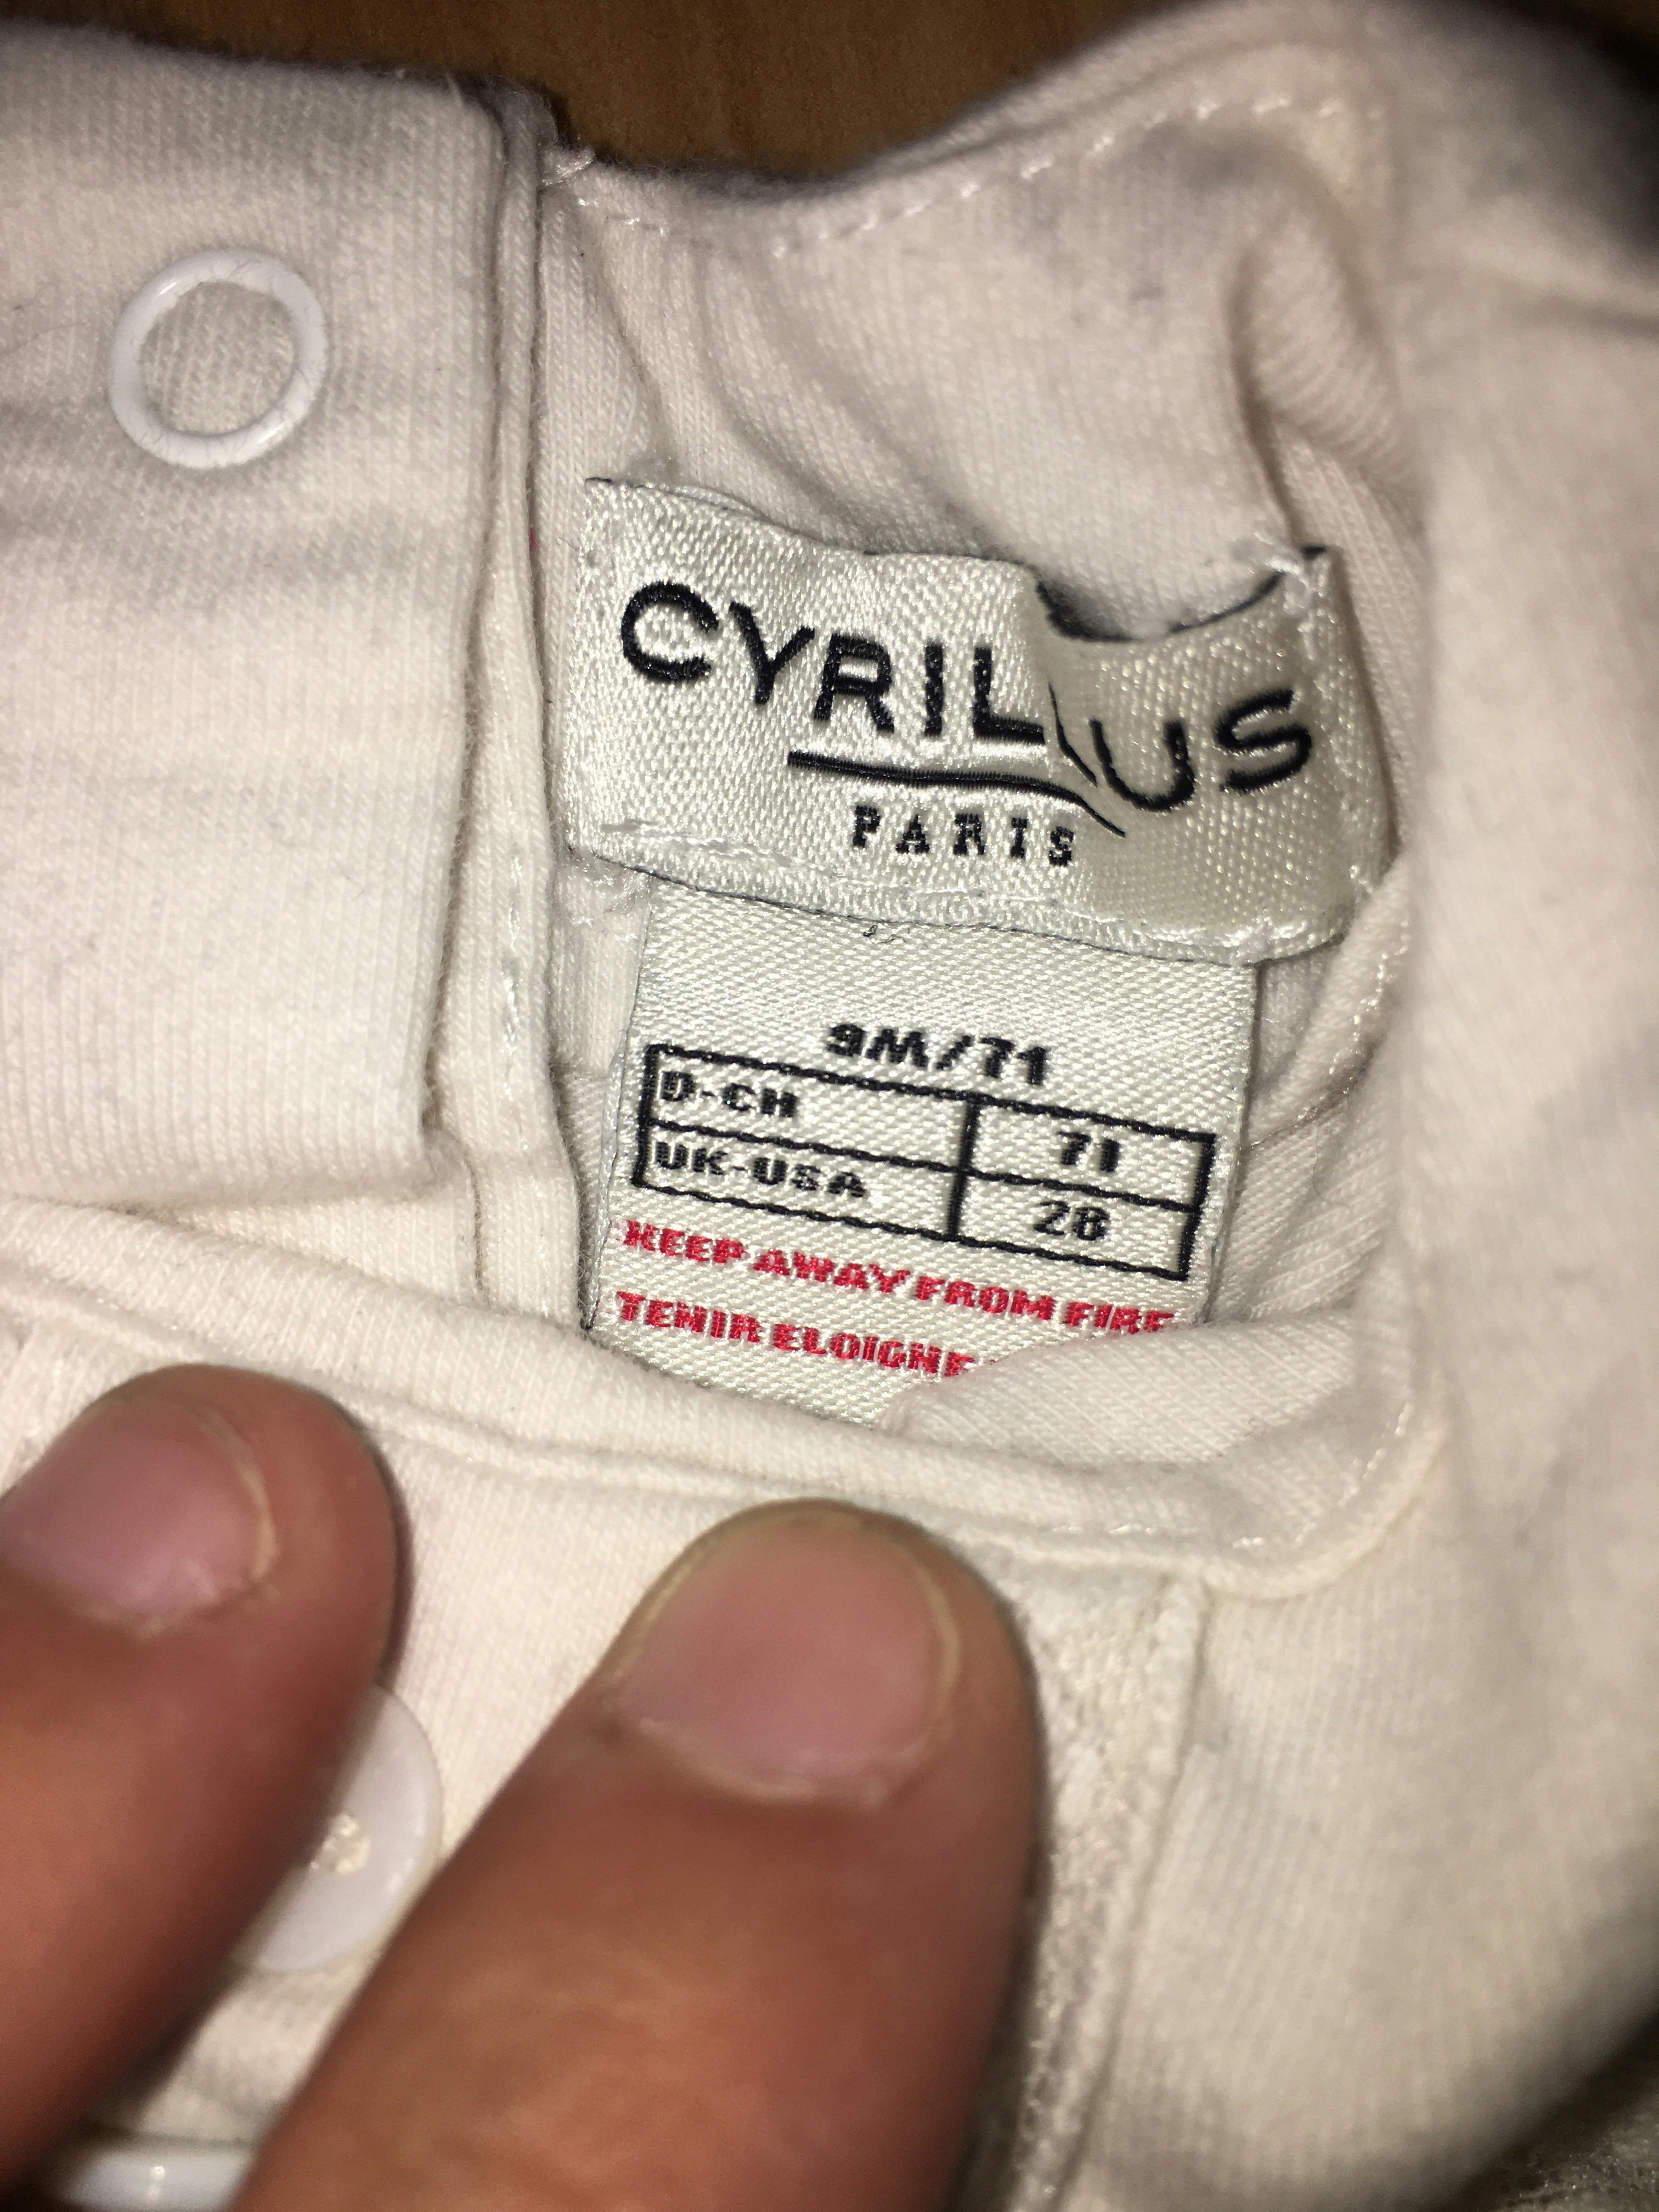 CYRILLUS
PARIS
9M/71
D-CH 71
UK-USA 28
KEEP AWAY FROM FIRE
TENIR ELOIGNE